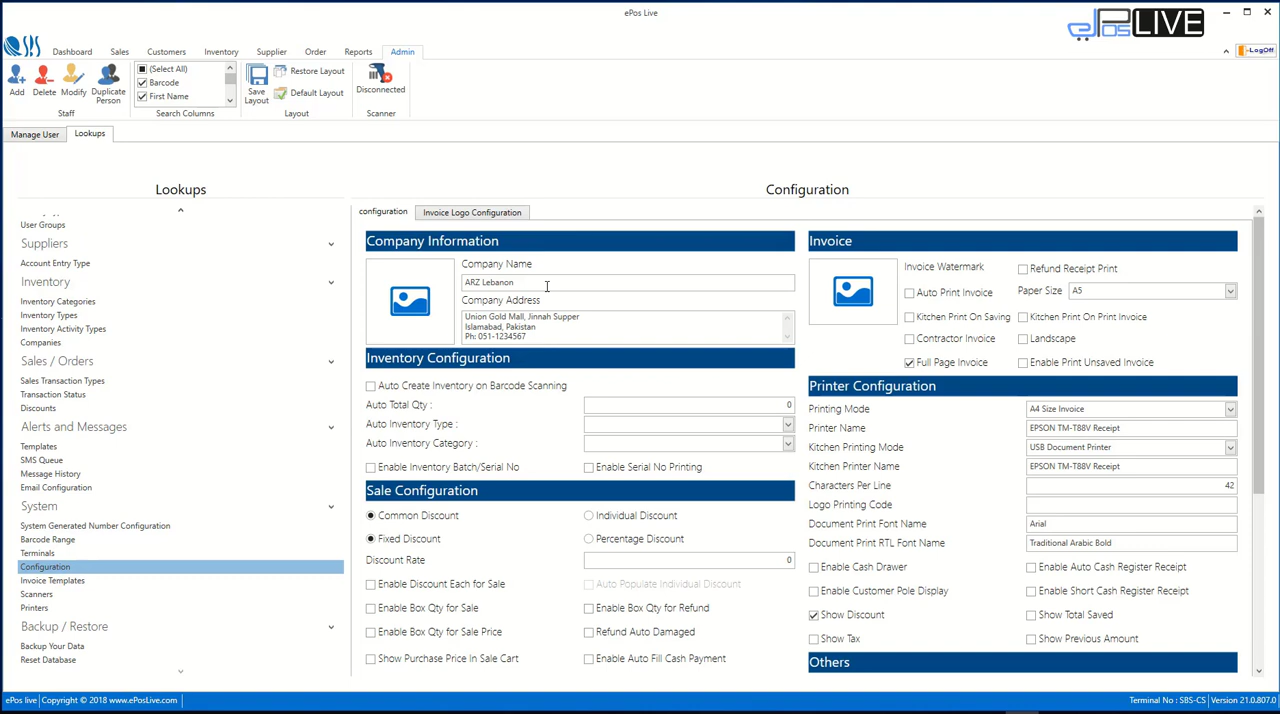 ePos Live
ePos LIVE
Dashboard
Sales
Customers
Inventory
Supplier
Order
Reports
Admin
LogOff
Add
Delete
Modify
Duplicate Person
Staff
(Select All)
Barcode
First Name
Search Columns
Save Layout
Restore Layout
Default Layout
Layout
Disconnected
Scanner
Manage User
Lookups
Lookups
User Groups
Suppliers
Account Entry Type
Inventory
Inventory Categories
Inventory Types
Inventory Activity Types
Companies
Sales / Orders
Sales Transaction Types
Transaction Status
Discounts
Alerts and Messages
Templates
SMS Queue
Message History
Email Configuration
System
System Generated Number Configuration
Barcode Range
Terminals
Configuration
Invoice Templates
Scanners
Printers
Backup / Restore
Backup Your Data
Reset Database
Configuration
configuration
Invoice Logo Configuration
Company Information
Company Name
ARZ Lebanon
Company Address
Union Gold Mall, Jinnah Supper
Islamabad, Pakistan
Ph: 051-1234567
Inventory Configuration
Auto Create Inventory on Barcode Scanning
Auto Total Qty : 0
Auto Inventory Type :
Auto Inventory Category :
Enable Inventory Batch/Serial No
Enable Serial No Printing
Sale Configuration
Common Discount
Individual Discount
Fixed Discount
Percentage Discount
Discount Rate 0
Enable Discount Each for Sale
Auto Populate Individual Discount
Enable Box Qty for Sale
Enable Box Qty for Refund
Enable Box Qty for Sale Price
Refund Auto Damaged
Show Purchase Price In Sale Cart
Enable Auto Fill Cash Payment
Invoice
Invoice Watermark
Refund Receipt Print
Auto Print Invoice
Paper Size A5
Kitchen Print On Saving
Kitchen Print On Print Invoice
Contractor Invoice
Landscape
Full Page Invoice
Enable Print Unsaved Invoice
Printer Configuration
Printing Mode A4 Size Invoice
Printer Name EPSON TM-T88V Receipt
Kitchen Printing Mode USB Document Printer
Kitchen Printer Name EPSON TM-T88V Receipt
Characters Per Line 42
Logo Printing Code
Document Print Font Name Arial
Document Print RTL Font Name Traditional Arabic Bold
Enable Cash Drawer
Enable Auto Cash Register Receipt
Enable Customer Pole Display
Enable Short Cash Register Receipt
Show Discount
Show Total Saved
Show Tax
Show Previous Amount
Others
ePos live
Copyright © 2018 www.ePosLive.com
Terminal No : SBS-CS
Version 21.0.807.0